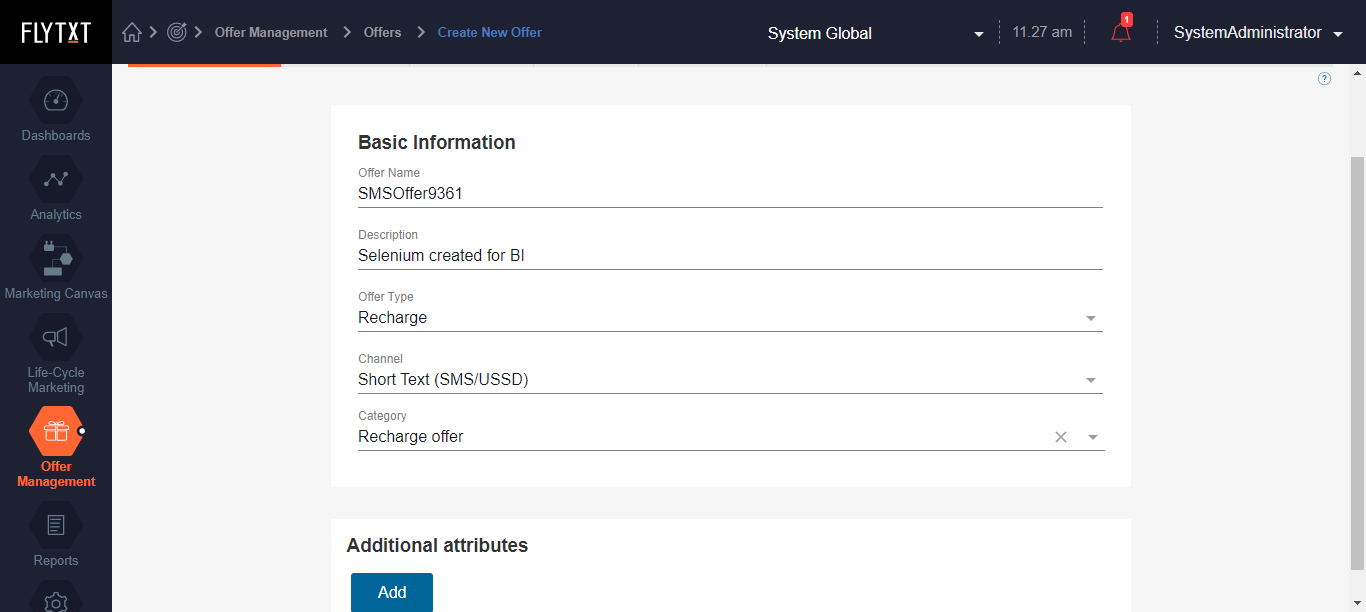 FLYTXT
Offer Management
Offers
Create New Offer
System Global
11.27 am
1
SystemAdministrator
?
Dashboards
Analytics
Marketing Canvas
Life-Cycle
Marketing
Offer
Management
Reports
Basic Information
Offer Name
SMSOffer9361
Description
Selenium created for BI
Offer Type
Recharge
Channel
Short Text (SMS/USSD)
Category
Recharge offer
Additional attributes
Add